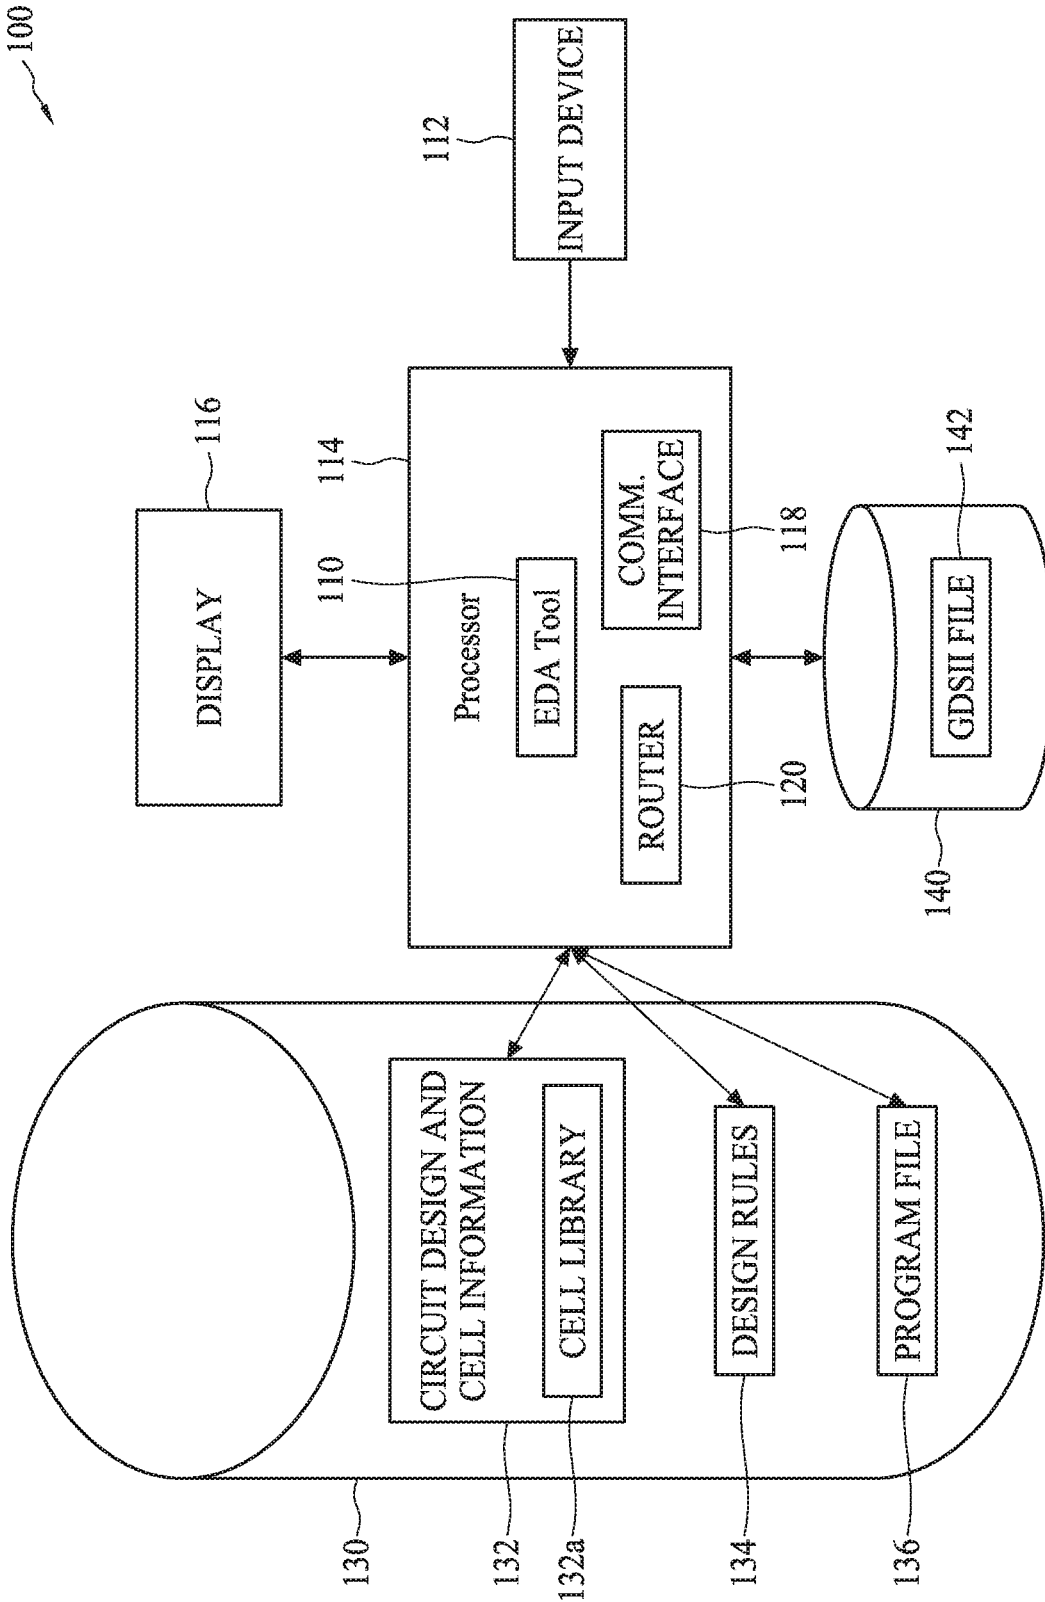 100
DISPLAY
116
114
Processor
110
EDA Tool
ROUTER
120
COMM.
INTERFACE
118
112
INPUT DEVICE
130
CIRCUIT DESIGN AND
CELL INFORMATION
132
CELL LIBRARY
132a
DESIGN RULES
134
PROGRAM FILE
136
140
GDSII FILE
142